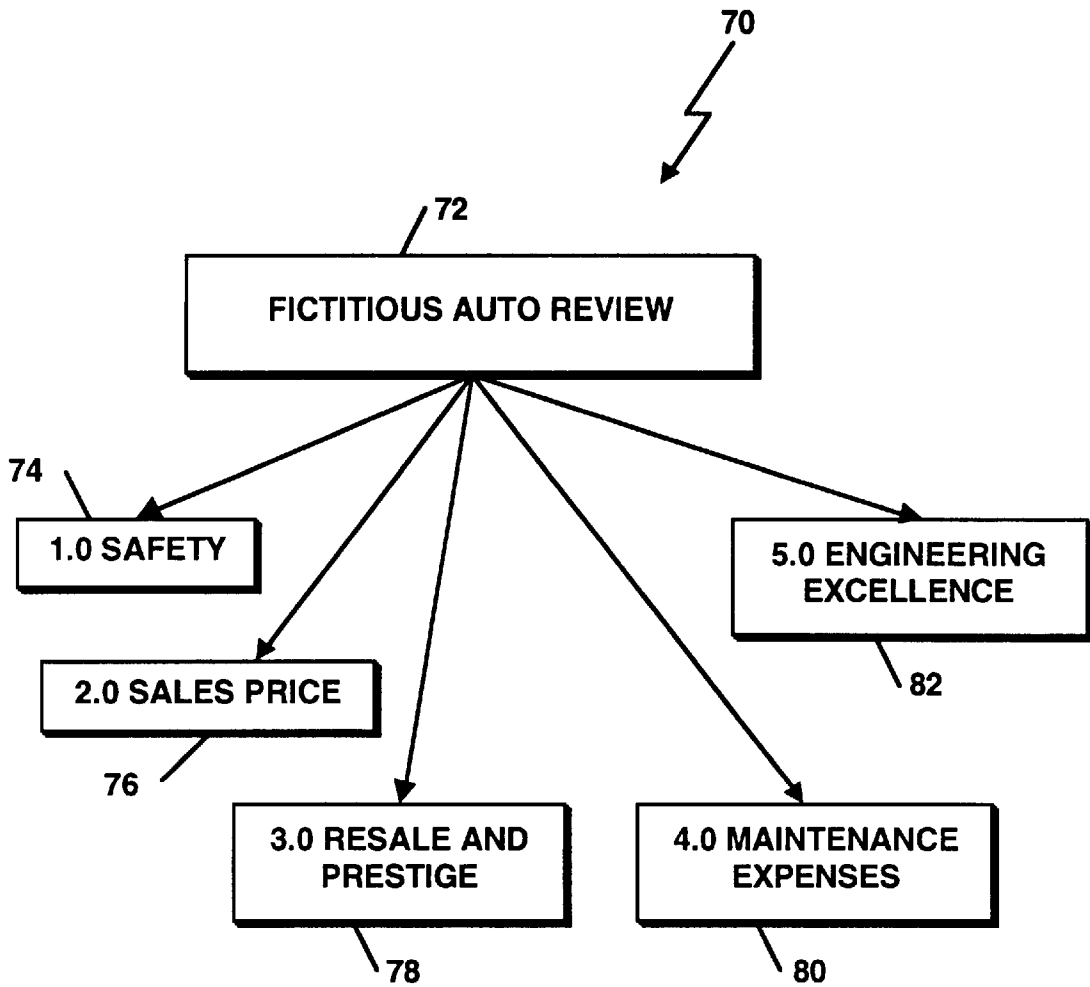 70
72
FICTITIOUS AUTO REVIEW
74
1.0 SAFETY
5.0 ENGINEERING
EXCELLENCE
82
2.0 SALES PRICE
76
3.0 RESALE AND
PRESTIGE
78
4.0 MAINTENANCE
EXPENSES
80